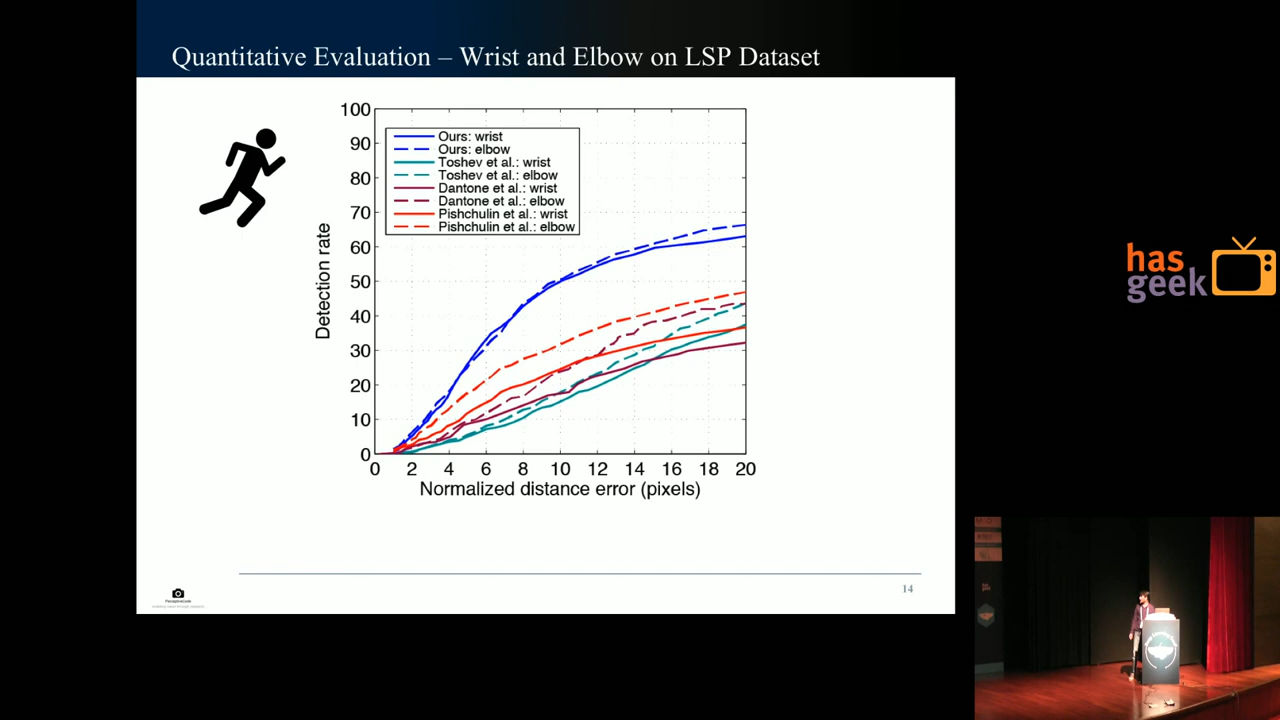 Quantitative Evaluation – Wrist and Elbow on LSP Dataset
100
90
80
70
60
50
40
30
20
10
0
Detection rate
Ours: wrist
Ours: elbow
Toshev et al.: wrist
Toshev et al.: elbow
Dantone et al.: wrist
Dantone et al.: elbow
Pishchulin et al.: wrist
Pishchulin et al.: elbow
0 2 4 6 8 10 12 14 16 18 20
Normalized distance error (pixels)
14
has
geek